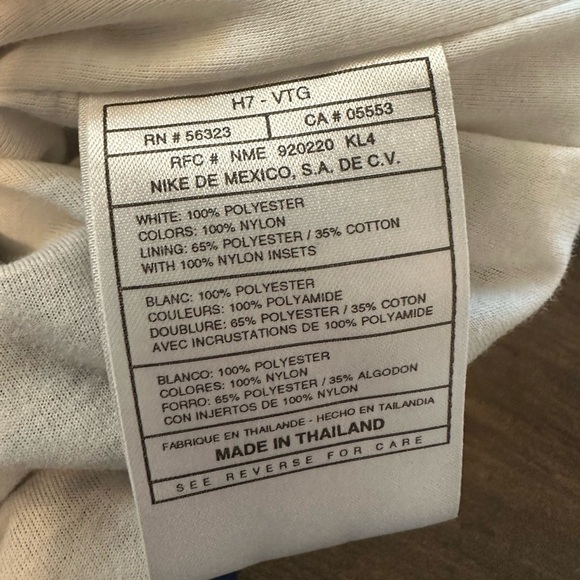 H7 - VTG
RN # 56323 CA # 05553
RFC # NME 920220 KL4
NIKE DE MEXICO, S.A. DE C.V.
WHITE: 100% POLYESTER
COLORS: 100% NYLON
LINING: 65% POLYESTER / 35% COTTON
WITH 100% NYLON INSETS
BLANC: 100% POLYESTER
COULEURS: 100% POLYAMIDE
DOUBLURE: 65% POLYESTER / 35% COTON
AVEC INCRUSTATIONS DE 100% POLYAMIDE
BLANCO: 100% POLYESTER
COLORES: 100% NYLON
FORRO: 65% POLYESTER / 35% ALGODON
CON INJERTOS DE 100% NYLON
FABRIQUE EN THAILANDE - HECHO EN TAILANDIA
MADE IN THAILAND
SEE REVERSE FOR CARE